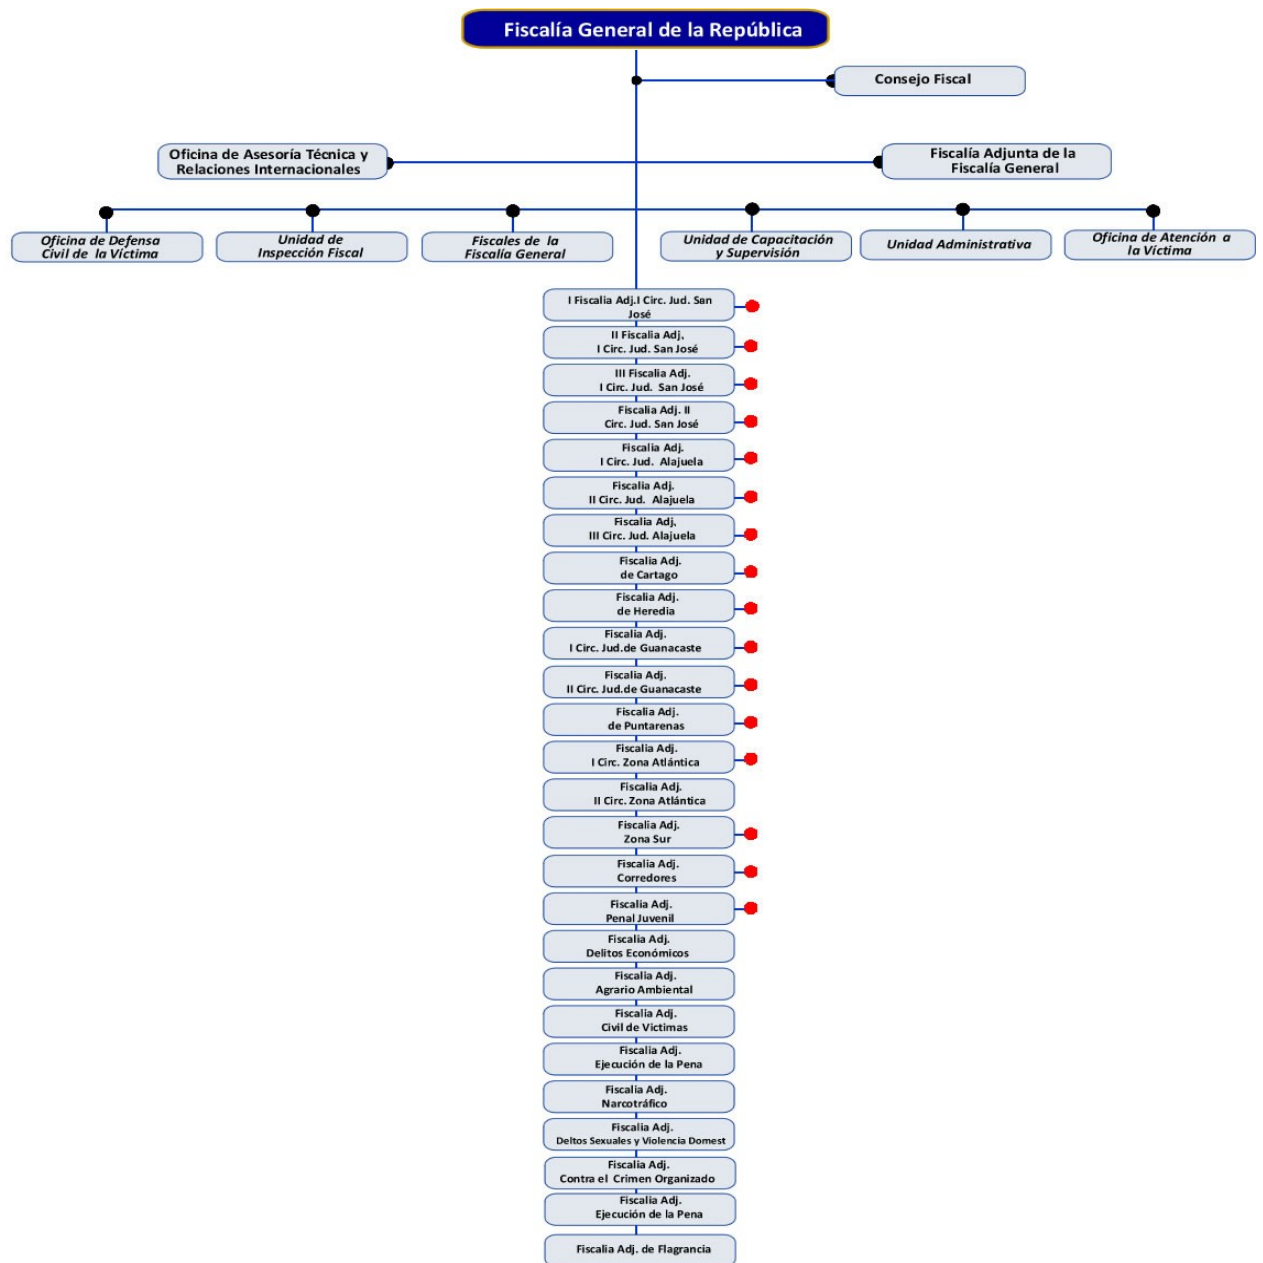 Fiscalía General de la República
Consejo Fiscal
Oficina de Asesoría Técnica y
Relaciones Internacionales
Fiscalía Adjunta de la
Fiscalía General
Oficina de Defensa
Civil de la Víctima
Unidad de
Inspección Fiscal
Fiscales de la
Fiscalía General
Unidad de Capacitación
y Supervisión
Unidad Administrativa
Oficina de Atención a
la Víctima
I Fiscalia Adj.I Circ. Jud. San
José
II Fiscalia Adj,
I Circ. Jud. San José
III Fiscalia Adj.
I Circ. Jud. San José
Fiscalia Adj. II
Circ. Jud. San José
Fiscalia Adj.
I Circ. Jud. Alajuela
Fiscalia Adj.
II Circ. Jud. Alajuela
Fiscalia Adj,
III Circ. Jud. Alajuela
Fiscalia Adj.
de Cartago
Fiscalia Adj.
de Heredia
Fiscalia Adj.
I Circ. Jud.de Guanacaste
Fiscalia Adj.
II Circ. Jud.de Guanacaste
Fiscalia Adj.
de Puntarenas
Fiscalia Adj.
I Circ. Zona Atlántica
Fiscalia Adj.
II Circ. Zona Atlántica
Fiscalia Adj.
Zona Sur
Fiscalia Adj.
Corredores
Fiscalia Adj.
Penal Juvenil
Fiscalia Adj.
Delitos Económicos
Fiscalia Adj.
Agrario Ambiental
Fiscalia Adj.
Civil de Victimas
Fiscalia Adj.
Ejecución de la Pena
Fiscalia Adj.
Narcotráfico
Fiscalia Adj.
Deltos Sexuales y Violencia Domest
Fiscalia Adj.
Contra el Crimen Organizado
Fiscalia Adj.
Ejecución de la Pena
Fiscalia Adj. de Flagrancia